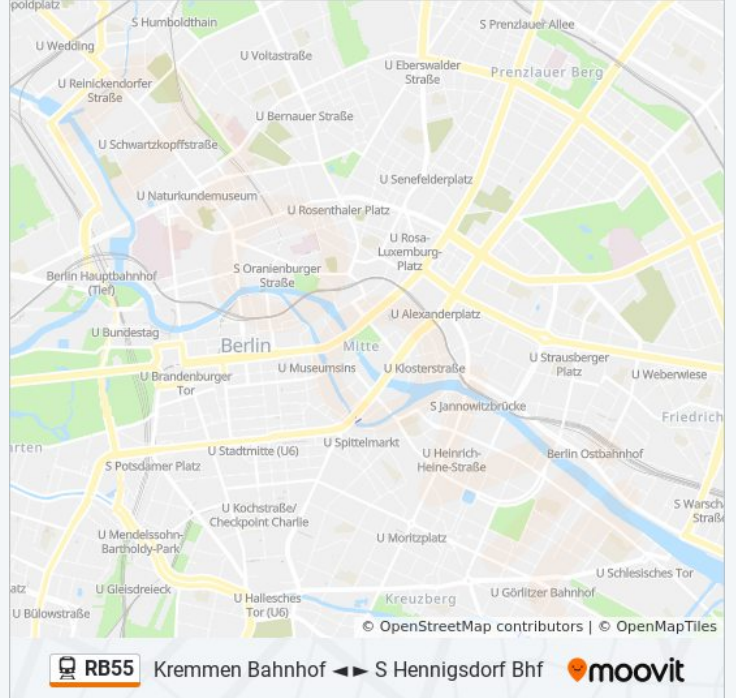 poldplatz
S Humboldthain
S Prenzlauer Allee
U Wedding
U Voltastraße
U Eberswalder
Straße
Prenzlauer Berg
U Reinickendorfer
Straße
U Bernauer Straße
U Schwartzkopffstraße
U Senefelderplatz
U Naturkundemuseum
U Rosenthaler Platz
U Rosa-
Luxemburg-
Platz
Berlin Hauptbahnhof
(Tief)
S Oranienburger
Straße
U Alexanderplatz
U Bundestag
Berlin
Mitte
U Strausberger
Platz
U Museumsins
U Klosterstraße
U Weberwiese
U Brandenburger
Tor
S Jannowitzbrücke
Friedrich
U Spittelmarkt
rten
U Stadtmitte (U6)
U Heinrich-
Heine-Straße
Berlin Ostbahnhof
S Potsdamer Platz
S Warsch
Straße
U Kochstraße/
Checkpoint Charlie
U Mendelssohn-
Bartholdy-Park
U Moritzplatz
U Schlesisches Tor
atz
U Gleisdreieck
U Hallesches
Tor (U6)
Kreuzberg
U Görlitzer Bahnhof
U Bülowstraße
© OpenStreetMap contributors | © OpenMapTiles
RB55 Kremmen Bahnhof ◄► S Hennigsdorf Bhf moovit